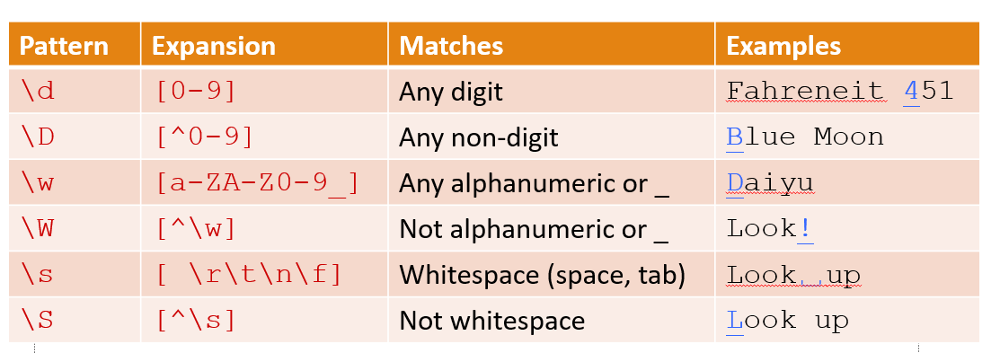 Pattern Expansion Matches Examples
\d [0-9] Any digit Fahreneit 451
\D [^0-9] Any non-digit Blue Moon
\w [a-ZA-Z0-9_] Any alphanumeric or _ Daiyu
\W [^\w] Not alphanumeric or _ Look!
\s [ \r\t\n\f] Whitespace (space, tab) Look␣up
\S [^\s] Not whitespace Look up